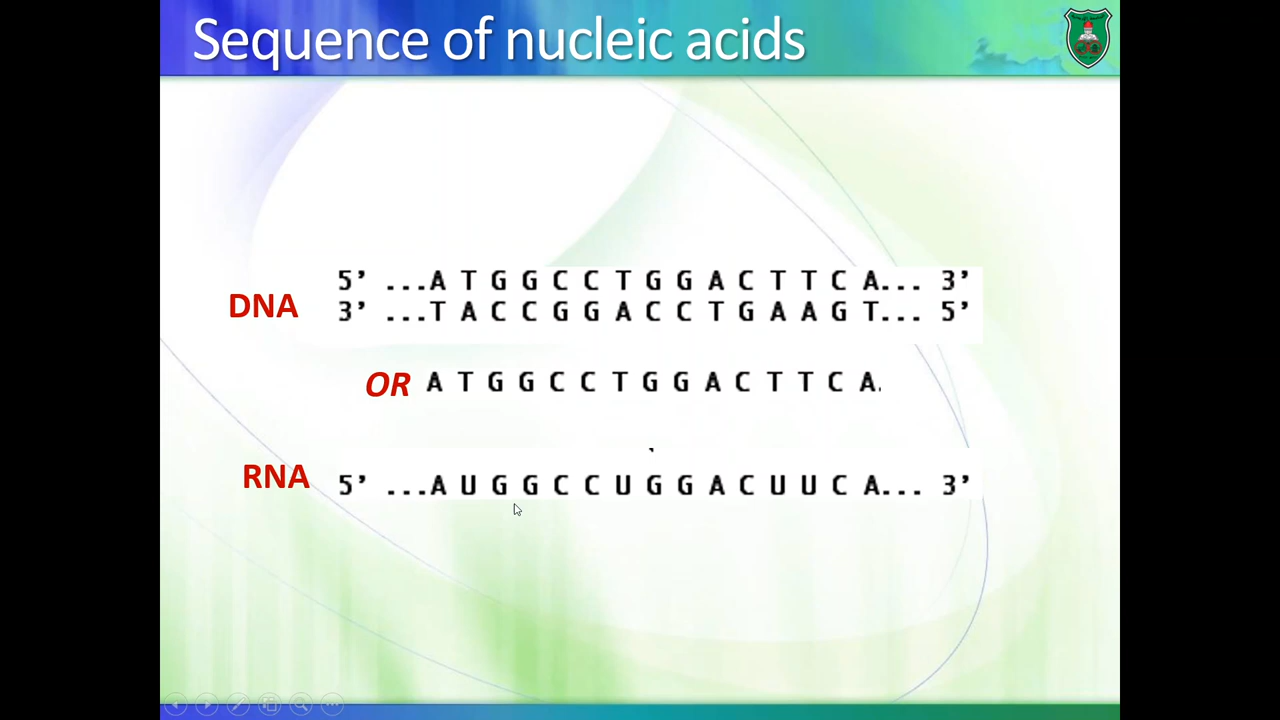 Sequence of nucleic acids
5’ ...A T G G C C T G G A C T T C A... 3’
DNA
3’ ...T A C C G G A C C T G A A G T... 5’
OR A T G G C C T G G A C T T C A.
RNA 5’ ...A U G G C C U G G A C U U C A... 3’